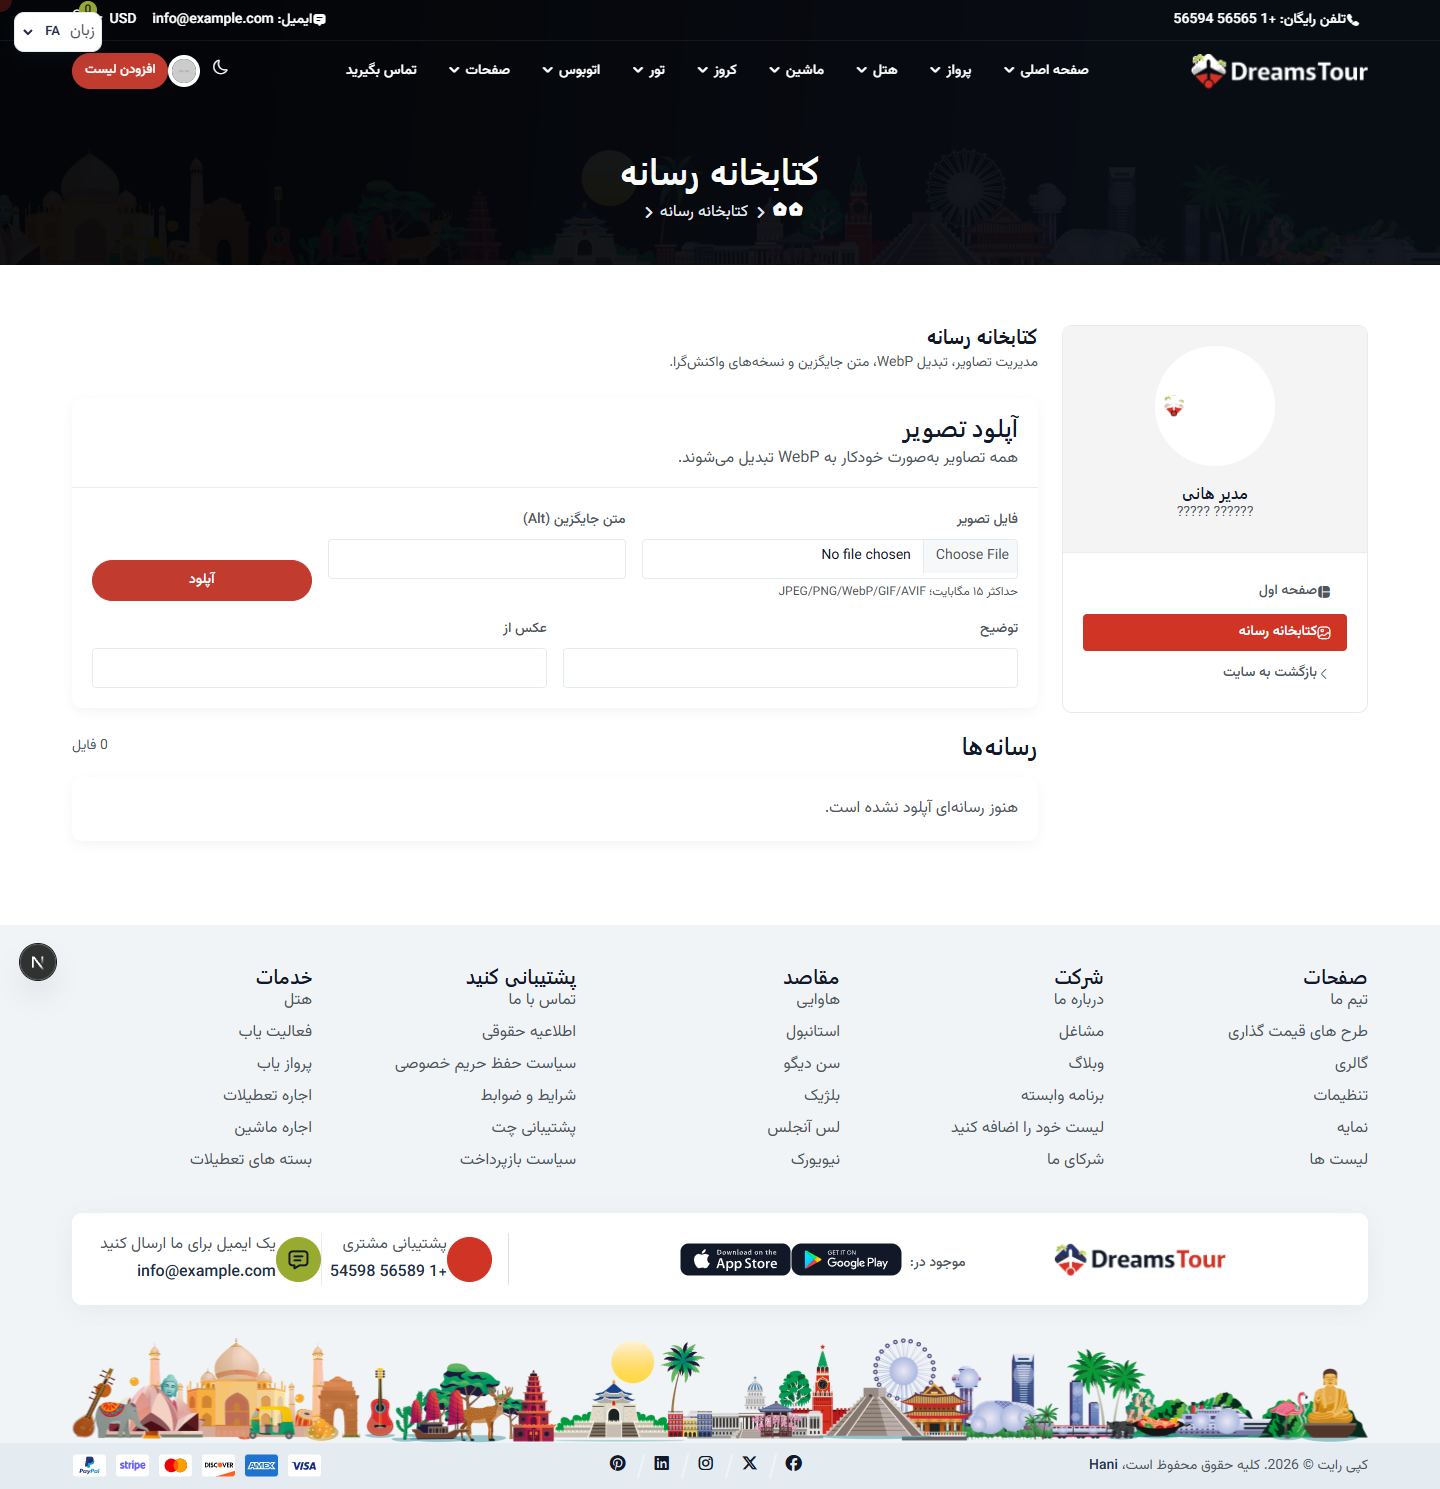 تلفن رایگان: +1 56565 56594
ایمیل: info@example.com
USD
0
زبان FA
DreamsTour
صفحه اصلی
پرواز
هتل
ماشین
کروز
تور
اتوبوس
صفحات
تماس بگیرید
افزودن لیست
کتابخانه رسانه
کتابخانه رسانه
مدیر هانی
?????? ?????
صفحه اول
کتابخانه رسانه
بازگشت به سایت
کتابخانه رسانه
مدیریت تصاویر، تبدیل WebP، متن جایگزین و نسخه‌های واکنش‌گرا.
آپلود تصویر
همه تصاویر به‌صورت خودکار به WebP تبدیل می‌شوند.
فایل تصویر
متن جایگزین (Alt)
Choose File No file chosen
آپلود
حداکثر ۱۵ مگابایت؛ JPEG/PNG/WebP/GIF/AVIF
توضیح
عکس از
رسانه‌ها
0 فایل
هنوز رسانه‌ای آپلود نشده است.
N
صفحات
تیم ما
طرح های قیمت گذاری
گالری
تنظیمات
نمایه
لیست ها
شرکت
درباره ما
مشاغل
وبلاگ
برنامه وابسته
لیست خود را اضافه کنید
شرکای ما
مقاصد
هاوایی
استانبول
سن دیگو
بلژیک
لس آنجلس
نیویورک
پشتیبانی کنید
تماس با ما
اطلاعیه حقوقی
سیاست حفظ حریم خصوصی
شرایط و ضوابط
پشتیبانی چت
سیاست بازپرداخت
خدمات
هتل
فعالیت یاب
پرواز یاب
اجاره تعطیلات
اجاره ماشین
بسته های تعطیلات
DreamsTour
موجود در:
GET IT ON
Google Play
Download on the
App Store
پشتیبانی مشتری
+1 56589 54598
یک ایمیل برای ما ارسال کنید
info@example.com
کپی رایت © 2026. کلیه حقوق محفوظ است، Hani
VISA
AMEX
DISCOVER
stripe
PayPal